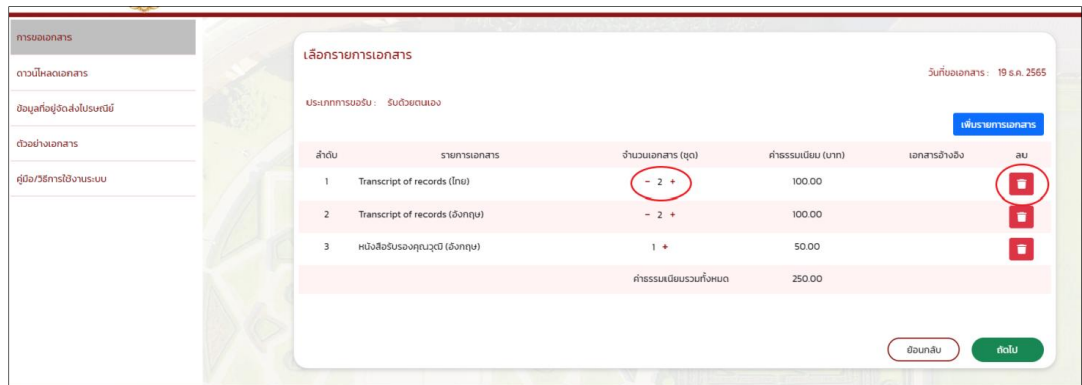 การขอเอกสาร
ดาวน์โหลดเอกสาร
ข้อมูลที่อยู่จัดส่งไปรษณีย์
ตัวอย่างเอกสาร
คู่มือ/วิธีการใช้งานระบบ
เลือกรายการเอกสาร
วันที่ขอเอกสาร : 19 ธ.ค. 2565
ประเภทการขอรับ : รับด้วยตนเอง
เพิ่มรายการเอกสาร
ลำดับ รายการเอกสาร จำนวนเอกสาร (ชุด) ค่าธรรมเนียม (บาท) เอกสารอ้างอิง ลบ
1 Transcript of records (ไทย) - 2 + 100.00
2 Transcript of records (อังกฤษ) - 2 + 100.00
3 หนังสือรับรองคุณวุฒิ (อังกฤษ) 1 + 50.00
ค่าธรรมเนียมรวมทั้งหมด 250.00
ย้อนกลับ ถัดไป